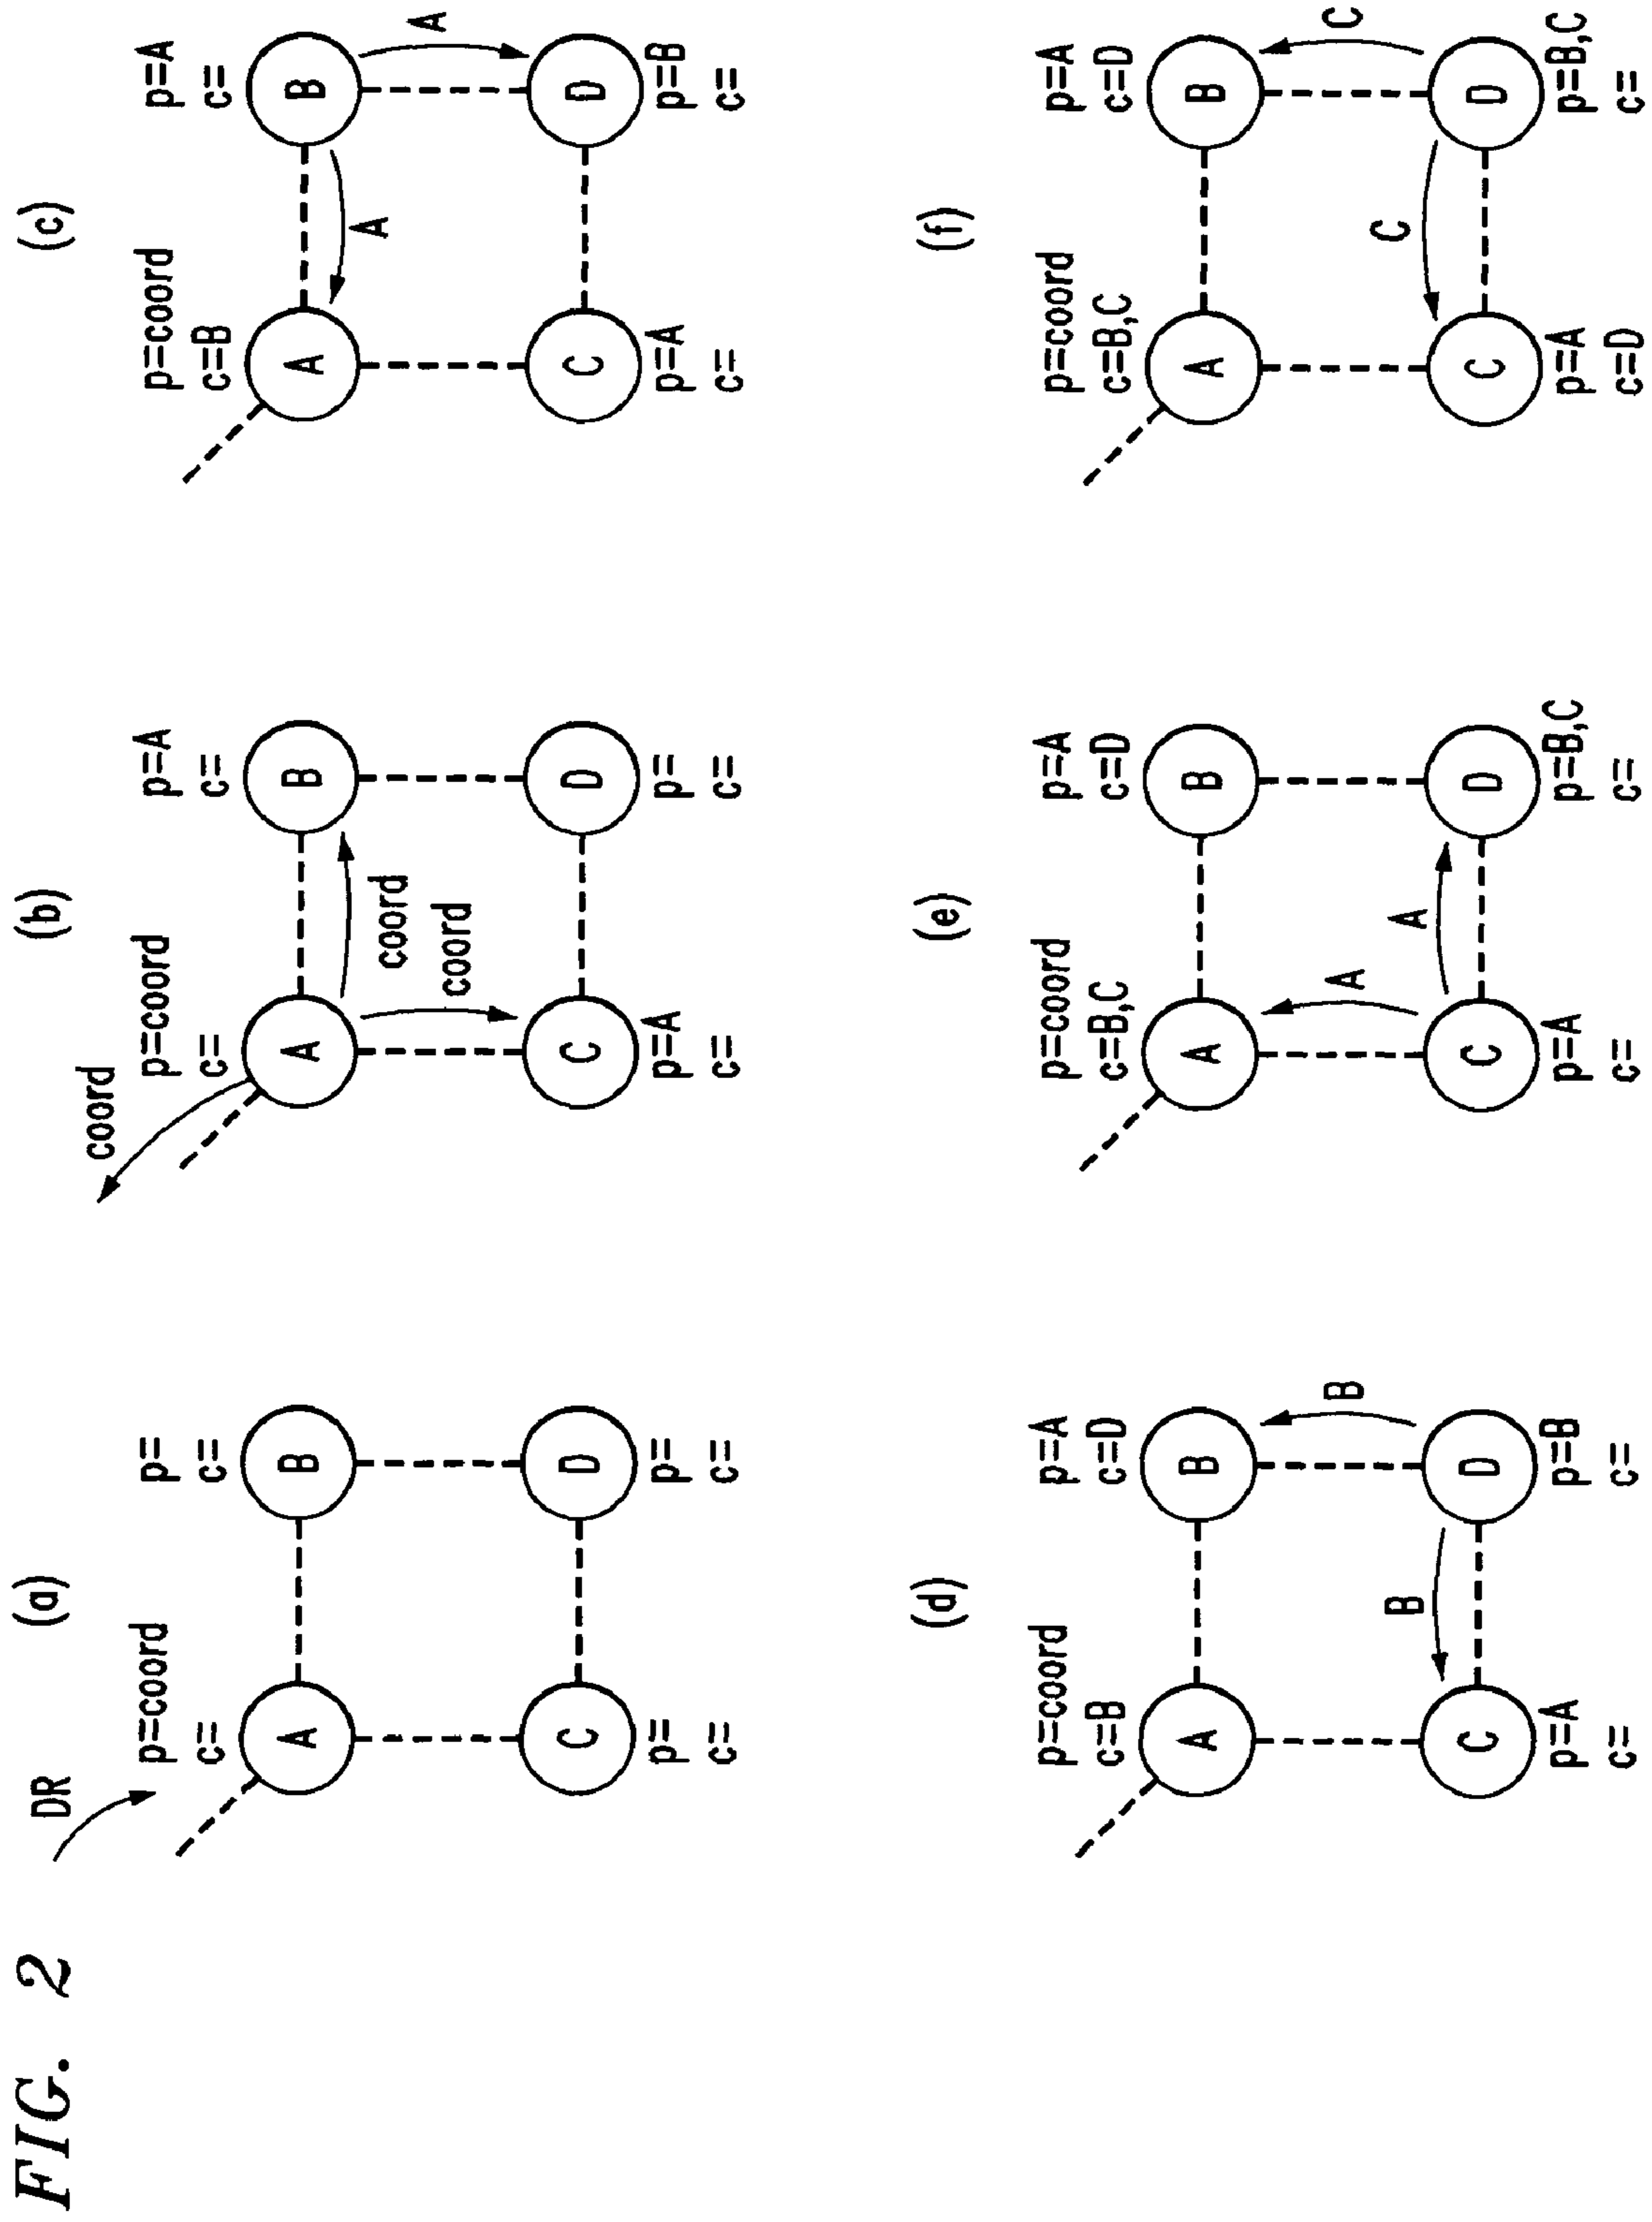 FIG. 2
(a)
DR
p=coord
c=
p=
c=
A
B
C
D
p=
c=
p=
c=
(b)
coord
p=coord
c=
p=A
c=
A
B
coord
coord
C
D
p=A
c=
p=
c=
(c)
p=coord
c=B
p=A
c=
A
B
A
A
C
D
p=A
c=
p=B
c=
(d)
p=coord
c=B
p=A
c=D
A
B
B
B
C
D
p=A
c=
p=B
c=
(e)
p=coord
c=B,C
p=A
c=D
A
B
A
A
C
D
p=A
c=
p=B,C
c=
(f)
p=coord
c=B,C
p=A
c=D
A
B
C
C
C
D
p=A
c=D
p=B,C
c=